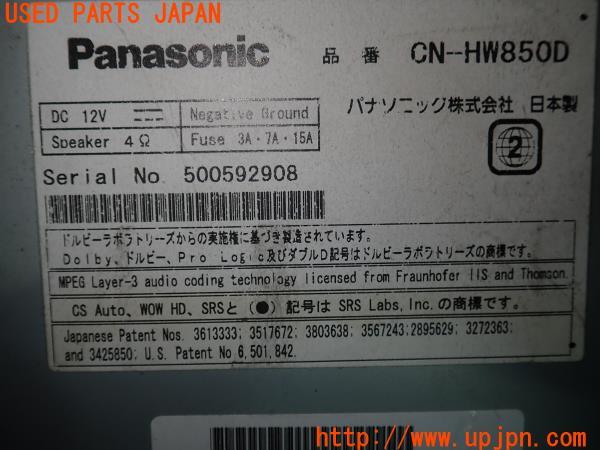 USED PARTS JAPAN
Panasonic 品番 CN-HW850D
DC 12V Negative Ground
Speaker 4Ω Fuse 3A・7A・15A
パナソニック株式会社 日本製
2
Serial No. 500592908
ドルビーラボラトリーズからの実施権に基づき製造されています。
Dolby、ドルビー、Pro Logic及びダブルD記号はドルビーラボラトリーズの商標です。
MPEG Layer-3 audio coding technology licensed from Fraunhofer IIS and Thomson.
CS Auto、WOW HD、SRSと(●)記号は SRS Labs, Inc. の商標です。
Japanese Patent Nos. 3613333; 3517672; 3803638; 3567243; 2895629; 3272363;
and 3425850; U.S. Patent No 6,501,842.
http://www.upjpn.com/